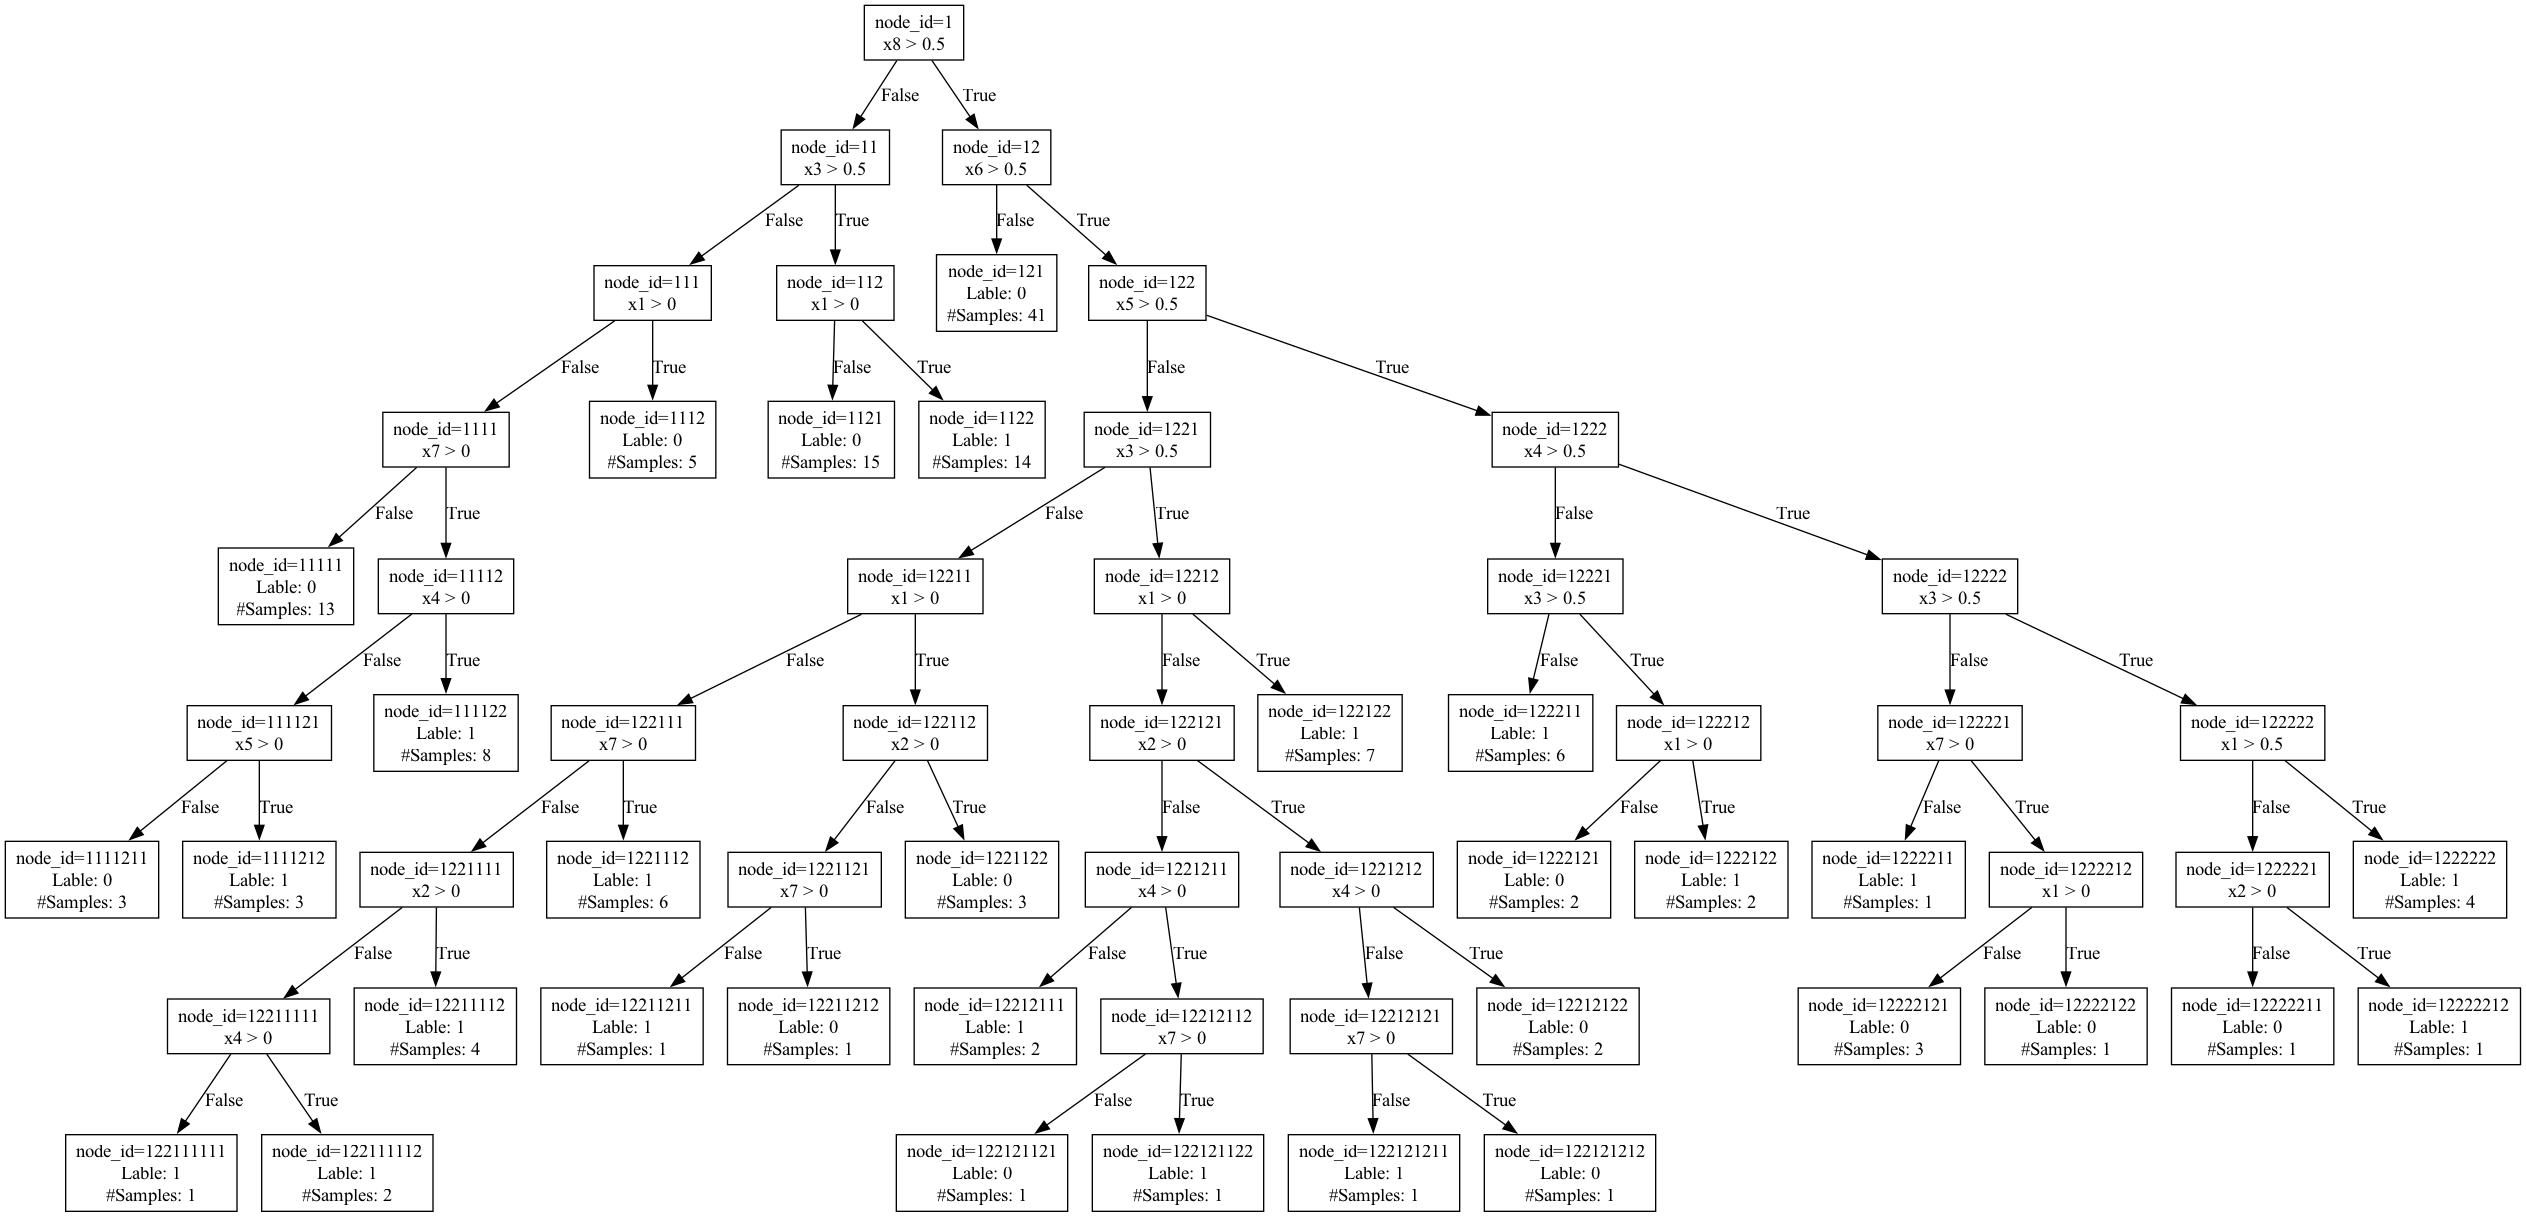 node_id=1
x8 > 0.5
False
True
node_id=11
x3 > 0.5
node_id=12
x6 > 0.5
False
True
False
True
node_id=111
x1 > 0
node_id=112
x1 > 0
node_id=121
Lable: 0
#Samples: 41
node_id=122
x5 > 0.5
False
True
False
True
False
True
node_id=1111
x7 > 0
node_id=1112
Lable: 0
#Samples: 5
node_id=1121
Lable: 0
#Samples: 15
node_id=1122
Lable: 1
#Samples: 14
node_id=1221
x3 > 0.5
node_id=1222
x4 > 0.5
False
True
False
True
False
True
node_id=11111
Lable: 0
#Samples: 13
node_id=11112
x4 > 0
node_id=12211
x1 > 0
node_id=12212
x1 > 0
node_id=12221
x3 > 0.5
node_id=12222
x3 > 0.5
False
True
False
True
False
True
False
True
False
True
node_id=111121
x5 > 0
node_id=111122
Lable: 1
#Samples: 8
node_id=122111
x7 > 0
node_id=122112
x2 > 0
node_id=122121
x2 > 0
node_id=122122
Lable: 1
#Samples: 7
node_id=122211
Lable: 1
#Samples: 6
node_id=122212
x1 > 0
node_id=122221
x7 > 0
node_id=122222
x1 > 0.5
False
True
False
True
False
True
False
True
False
True
False
True
False
True
node_id=1111211
Lable: 0
#Samples: 3
node_id=1111212
Lable: 1
#Samples: 3
node_id=1221111
x2 > 0
node_id=1221112
Lable: 1
#Samples: 6
node_id=1221121
x7 > 0
node_id=1221122
Lable: 0
#Samples: 3
node_id=1221211
x4 > 0
node_id=1221212
x4 > 0
node_id=1222121
Lable: 0
#Samples: 2
node_id=1222122
Lable: 1
#Samples: 2
node_id=1222211
Lable: 1
#Samples: 1
node_id=1222212
x1 > 0
node_id=1222221
x2 > 0
node_id=1222222
Lable: 1
#Samples: 4
False
True
False
True
False
True
False
True
False
True
False
True
node_id=12211111
x4 > 0
node_id=12211112
Lable: 1
#Samples: 4
node_id=12211211
Lable: 1
#Samples: 1
node_id=12211212
Lable: 0
#Samples: 1
node_id=12212111
Lable: 1
#Samples: 2
node_id=12212112
x7 > 0
node_id=12212121
x7 > 0
node_id=12212122
Lable: 0
#Samples: 2
node_id=12222121
Lable: 0
#Samples: 3
node_id=12222122
Lable: 0
#Samples: 1
node_id=12222211
Lable: 0
#Samples: 1
node_id=12222212
Lable: 1
#Samples: 1
False
True
False
True
False
True
node_id=122111111
Lable: 1
#Samples: 1
node_id=122111112
Lable: 1
#Samples: 2
node_id=122121121
Lable: 0
#Samples: 1
node_id=122121122
Lable: 1
#Samples: 1
node_id=122121211
Lable: 1
#Samples: 1
node_id=122121212
Lable: 0
#Samples: 1